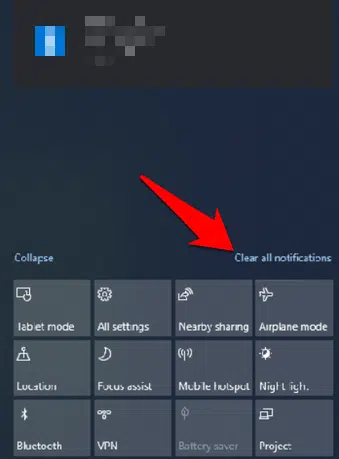 Collapse Clear all notifications
Tablet mode All settings Nearby sharing Airplane mode
Location Focus assist Mobile hotspot Night light
Bluetooth VPN Battery saver Project